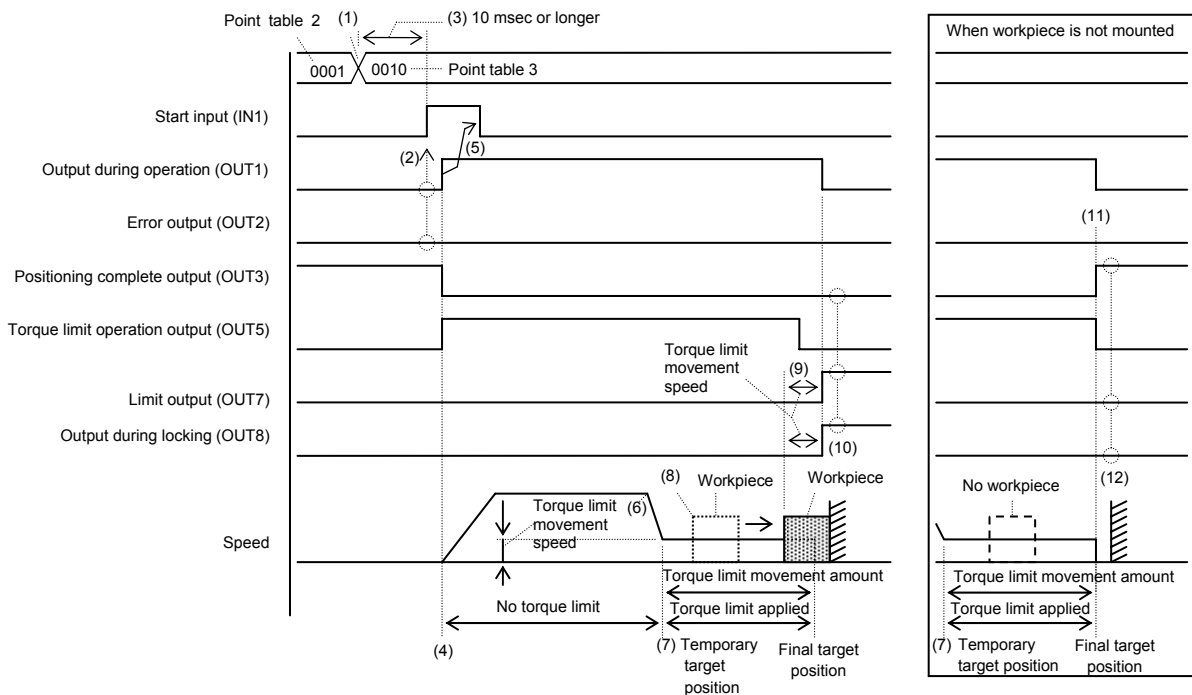 Point table 2
(1)
(3) 10 msec or longer
0001
0010
Point table 3
Start input (IN1)
(2)
(5)
Output during operation (OUT1)
Error output (OUT2)
Positioning complete output (OUT3)
Torque limit operation output (OUT5)
Torque limit
movement
speed
(9)
Limit output (OUT7)
Output during locking (OUT8)
(10)
Speed
Torque limit
movement
speed
(6)
(8)
Workpiece
Workpiece
Torque limit movement amount
No torque limit
Torque limit applied
(4)
(7) Temporary
target
position
Final target
position
When workpiece is not mounted
(11)
(12)
No workpiece
Torque limit movement amount
Torque limit applied
(7) Temporary
target position
Final target
position